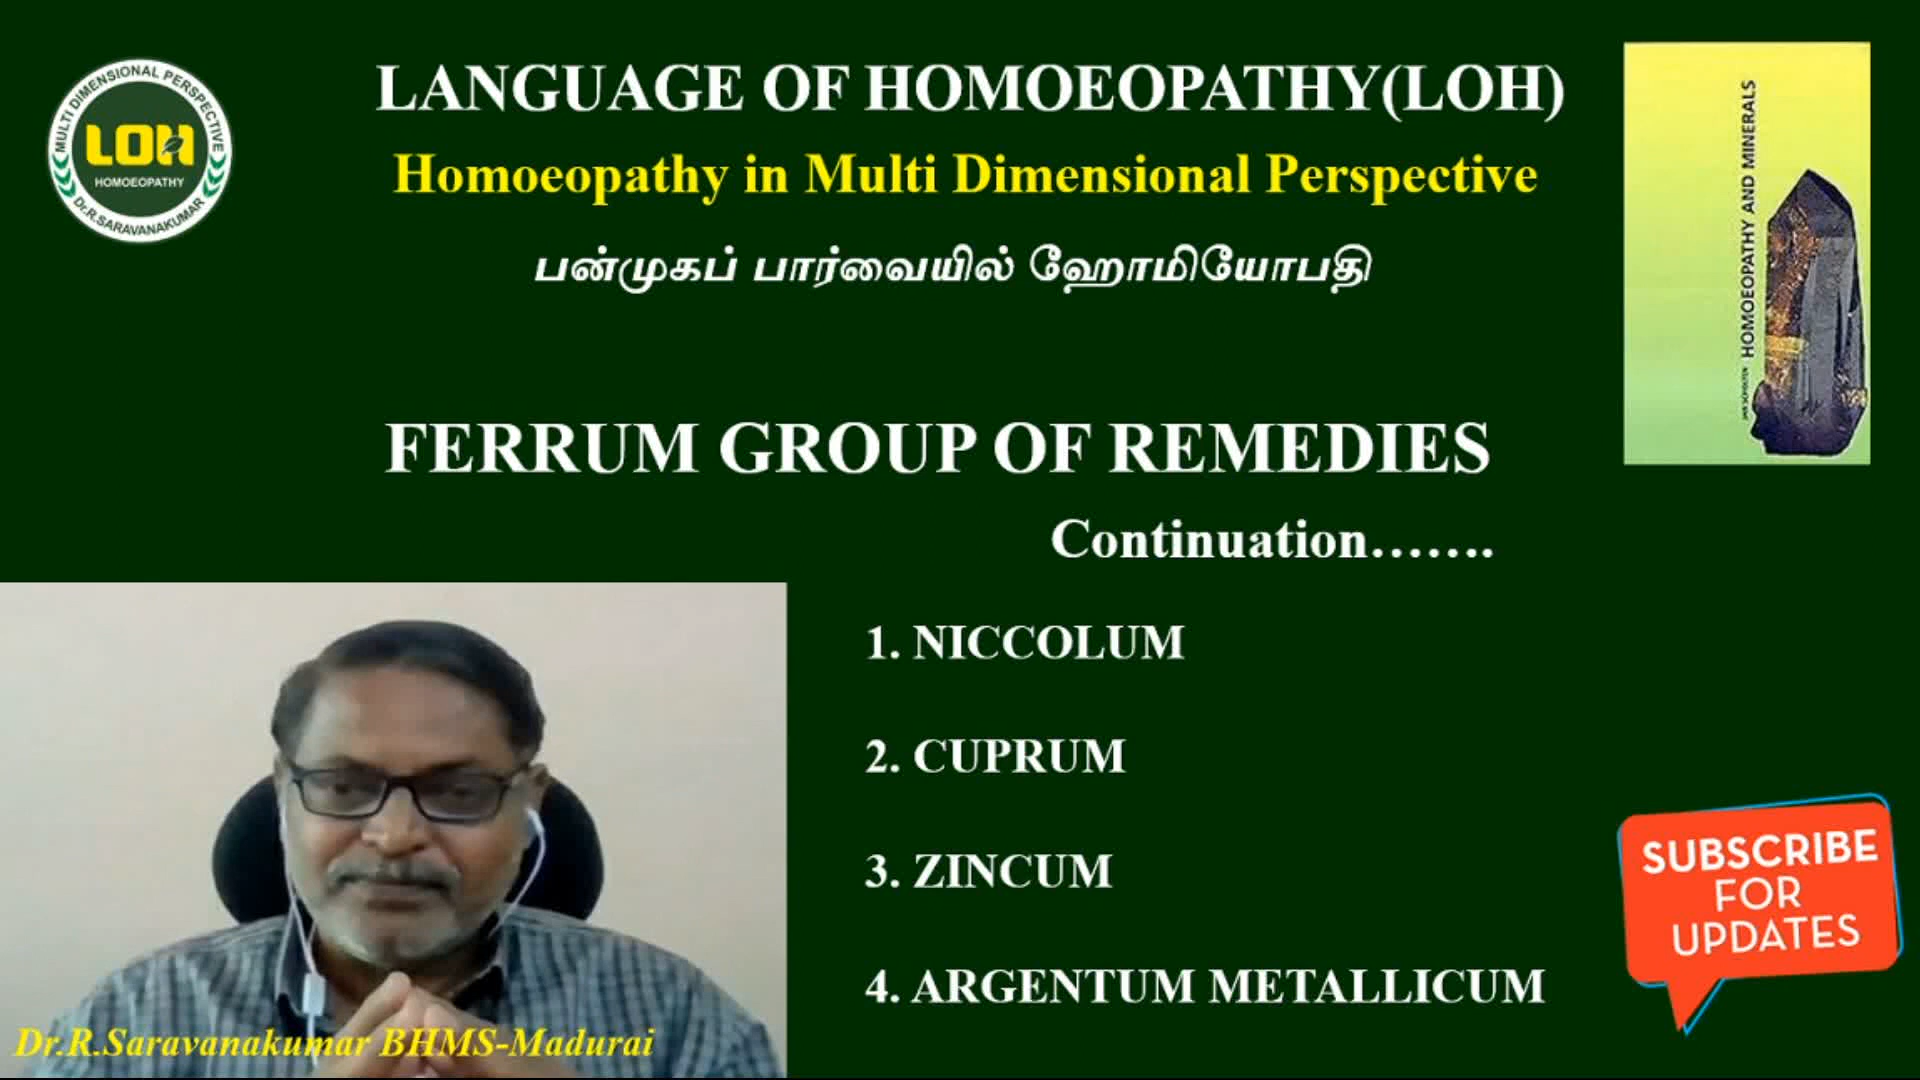 MULTI DIMENSIONAL PERSPECTIVE
LOH
HOMOEOPATHY
Dr.R.SARAVANAKUMAR
LANGUAGE OF HOMOEOPATHY(LOH)
Homoeopathy in Multi Dimensional Perspective
பன்முகப் பார்வையில் ஹோமியோபதி
JAN SCHOLTEN HOMOEOPATHY AND MINERALS
FERRUM GROUP OF REMEDIES
Continuation.......
1. NICCOLUM
2. CUPRUM
3. ZINCUM
4. ARGENTUM METALLICUM
SUBSCRIBE
FOR
UPDATES
Dr.R.Saravanakumar BHMS-Madurai